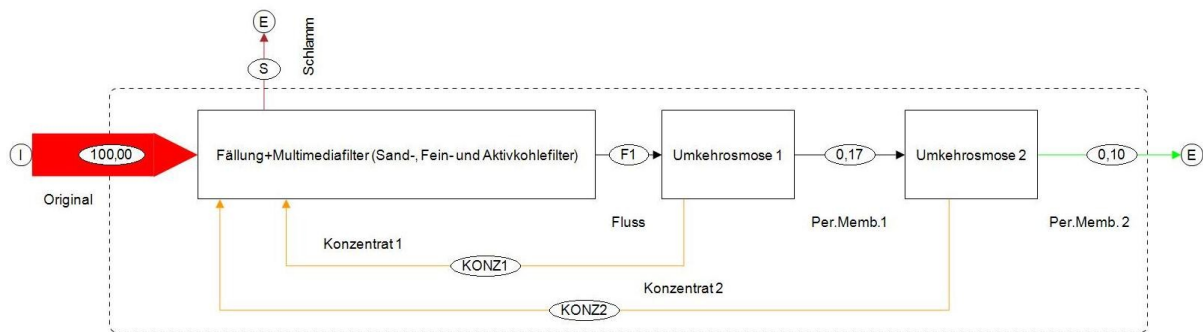 E
Schlamm
S
I
100,00
Original
Fällung+Multimediafilter (Sand-, Fein- und Aktivkohlefilter)
F1
Fluss
Umkehrosmose 1
0,17
Per.Memb.1
Umkehrosmose 2
0,10
Per.Memb. 2
E
Konzentrat 1
KONZ1
Konzentrat 2
KONZ2